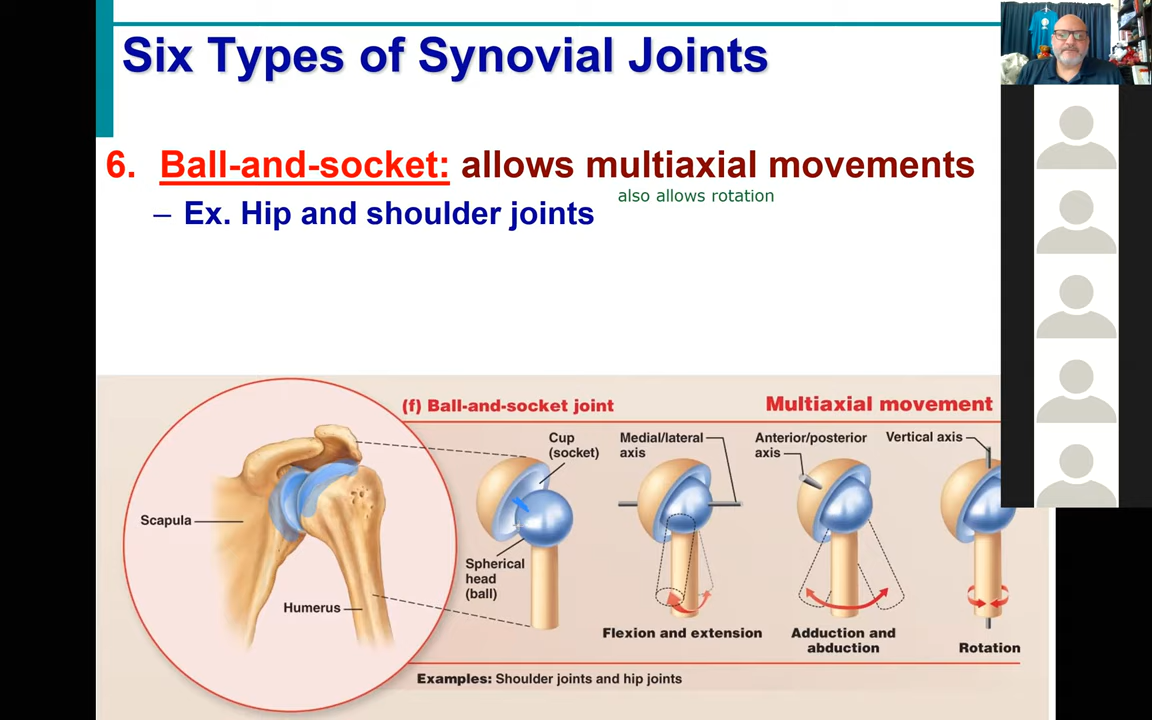 Six Types of Synovial Joints
6. Ball-and-socket: allows multiaxial movements
also allows rotation
– Ex. Hip and shoulder joints
(f) Ball-and-socket joint
Multiaxial movement
Cup
(socket)
Medial/lateral
axis
Anterior/posterior
axis
Vertical axis
Scapula
Spherical
head
(ball)
Humerus
Flexion and extension
Adduction and
abduction
Rotation
Examples: Shoulder joints and hip joints